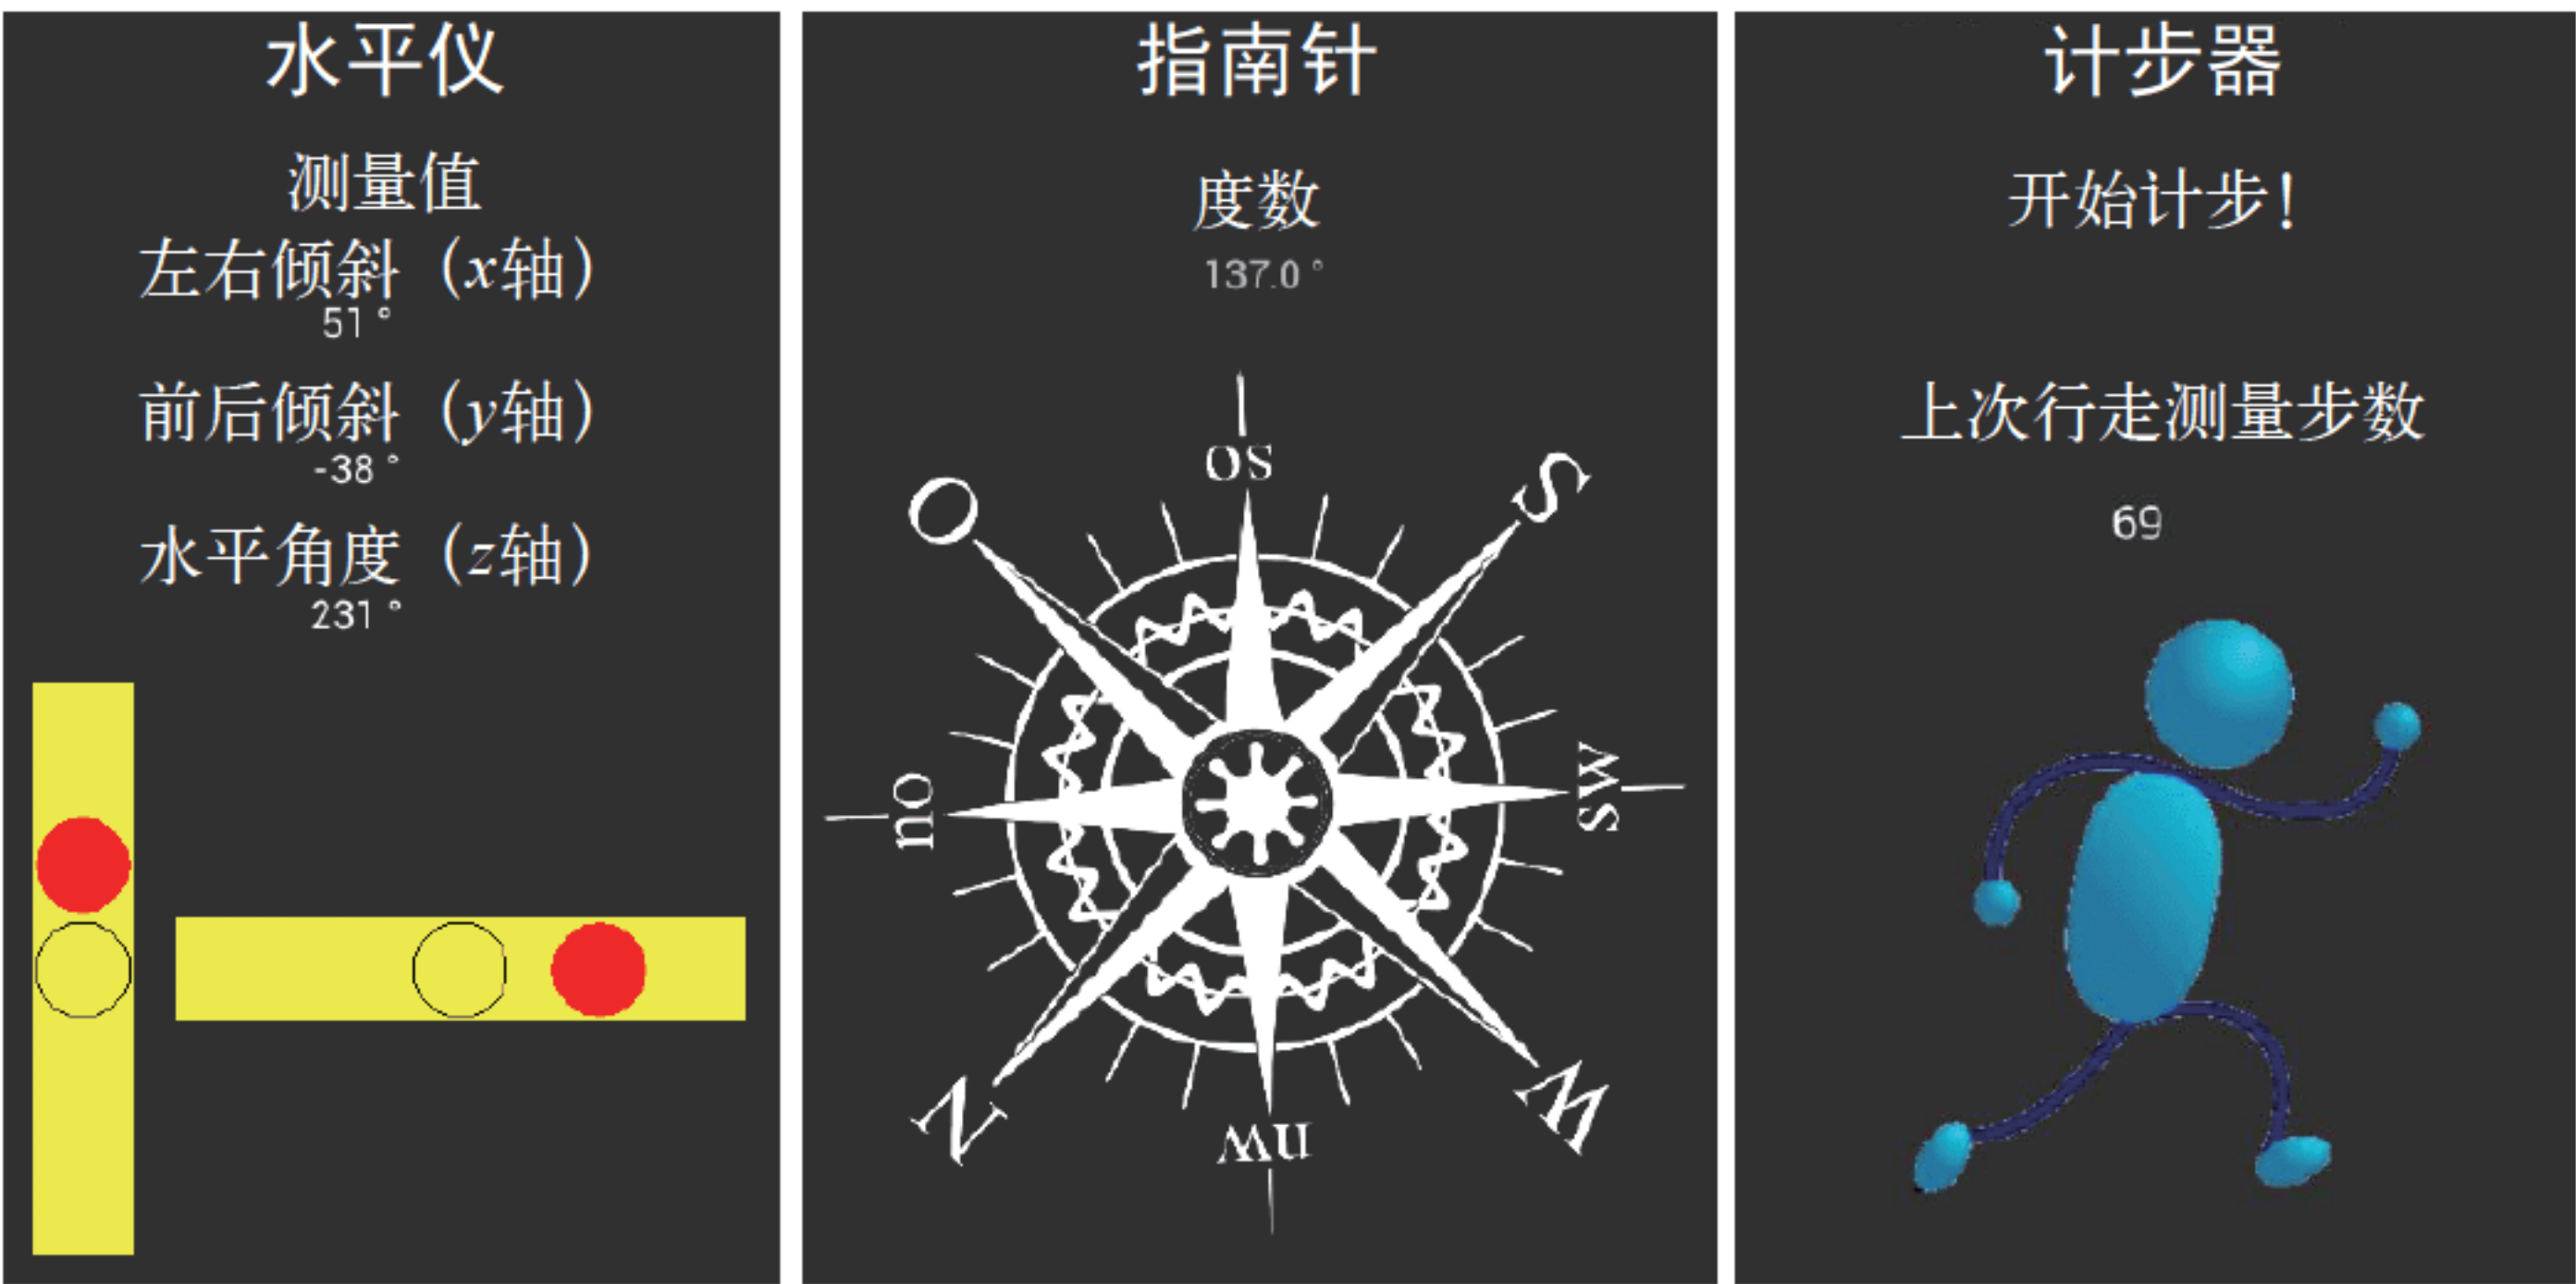 水平仪
测量值
左右倾斜（x轴）
51 °
前后倾斜（y轴）
-38 °
水平角度（z轴）
231 °
指南针
度数
137.0 °
so
O
S
no
sw
N
W
nw
计步器
开始计步！
上次行走测量步数
69